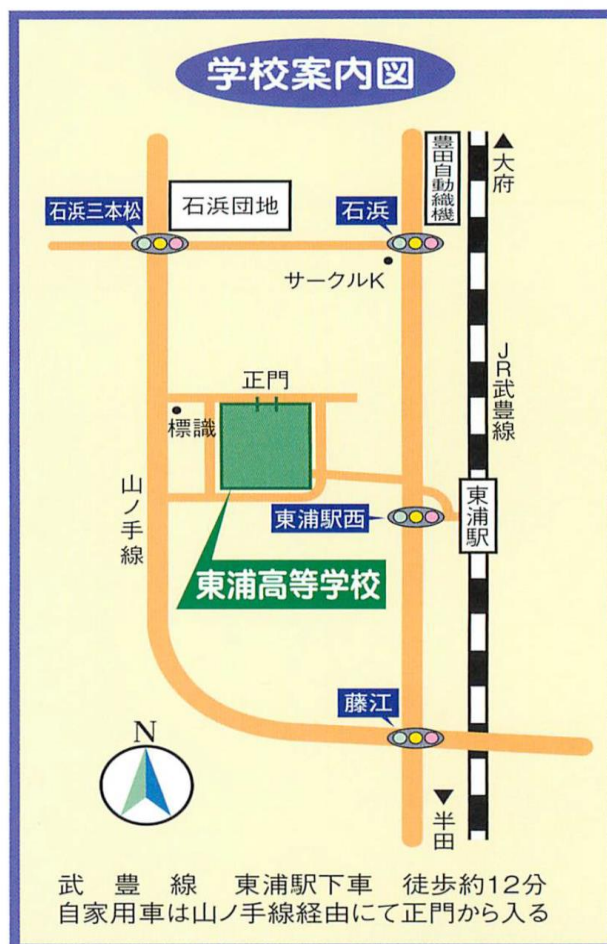 学校案内図
豊田自動織機
▲大府
石浜三本松
石浜団地
石浜
サークルK
JR武豊線
正門
標識
山ノ手線
東浦駅西
東浦駅
東浦高等学校
藤江
N
▼半田
武豊線 東浦駅下車 徒歩約12分
自家用車は山ノ手線経由にて正門から入る